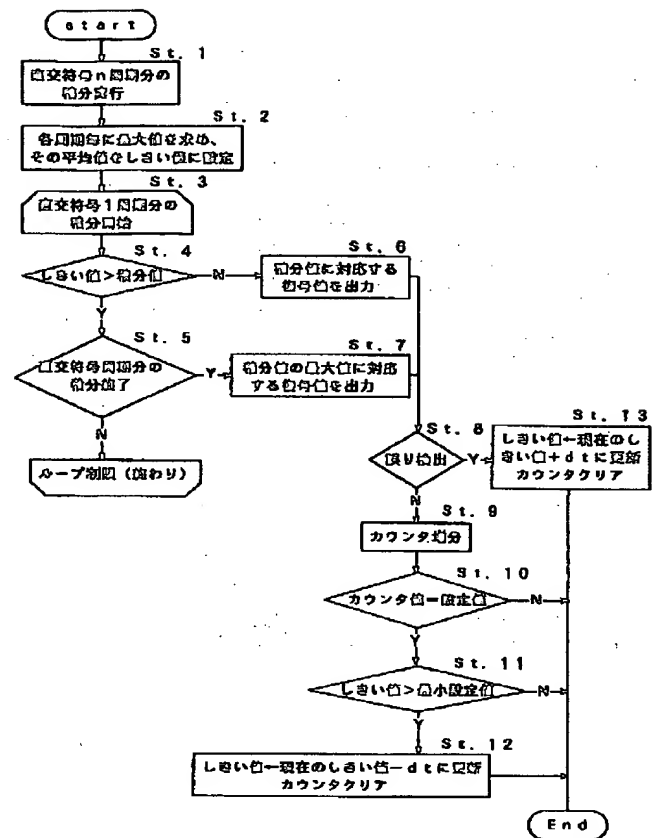 start
St. 1
直交符号n周期分の
積分実行
St. 2
各周期毎に最大値を求め、
その平均値をしきい値に設定
St. 3
直交符号1周期分の
積分開始
St. 4
しきい値>積分値
N
St. 6
積分値に対応する
符号値を出力
Y
St. 5
直交符号周期分の
積分終了
Y
St. 7
積分値の最大値に対応
する符号値を出力
N
ループ制御(終わり)
St. 8
誤り検出
Y
St. 13
しきい値←現在のし
きい値+dtに更新
カウンタクリア
N
St. 9
カウンタ増分
St. 10
カウンタ値=設定値
N
Y
St. 11
しきい値>最小設定値
N
Y
St. 12
しきい値←現在のしきい値-dtに更新
カウンタクリア
End